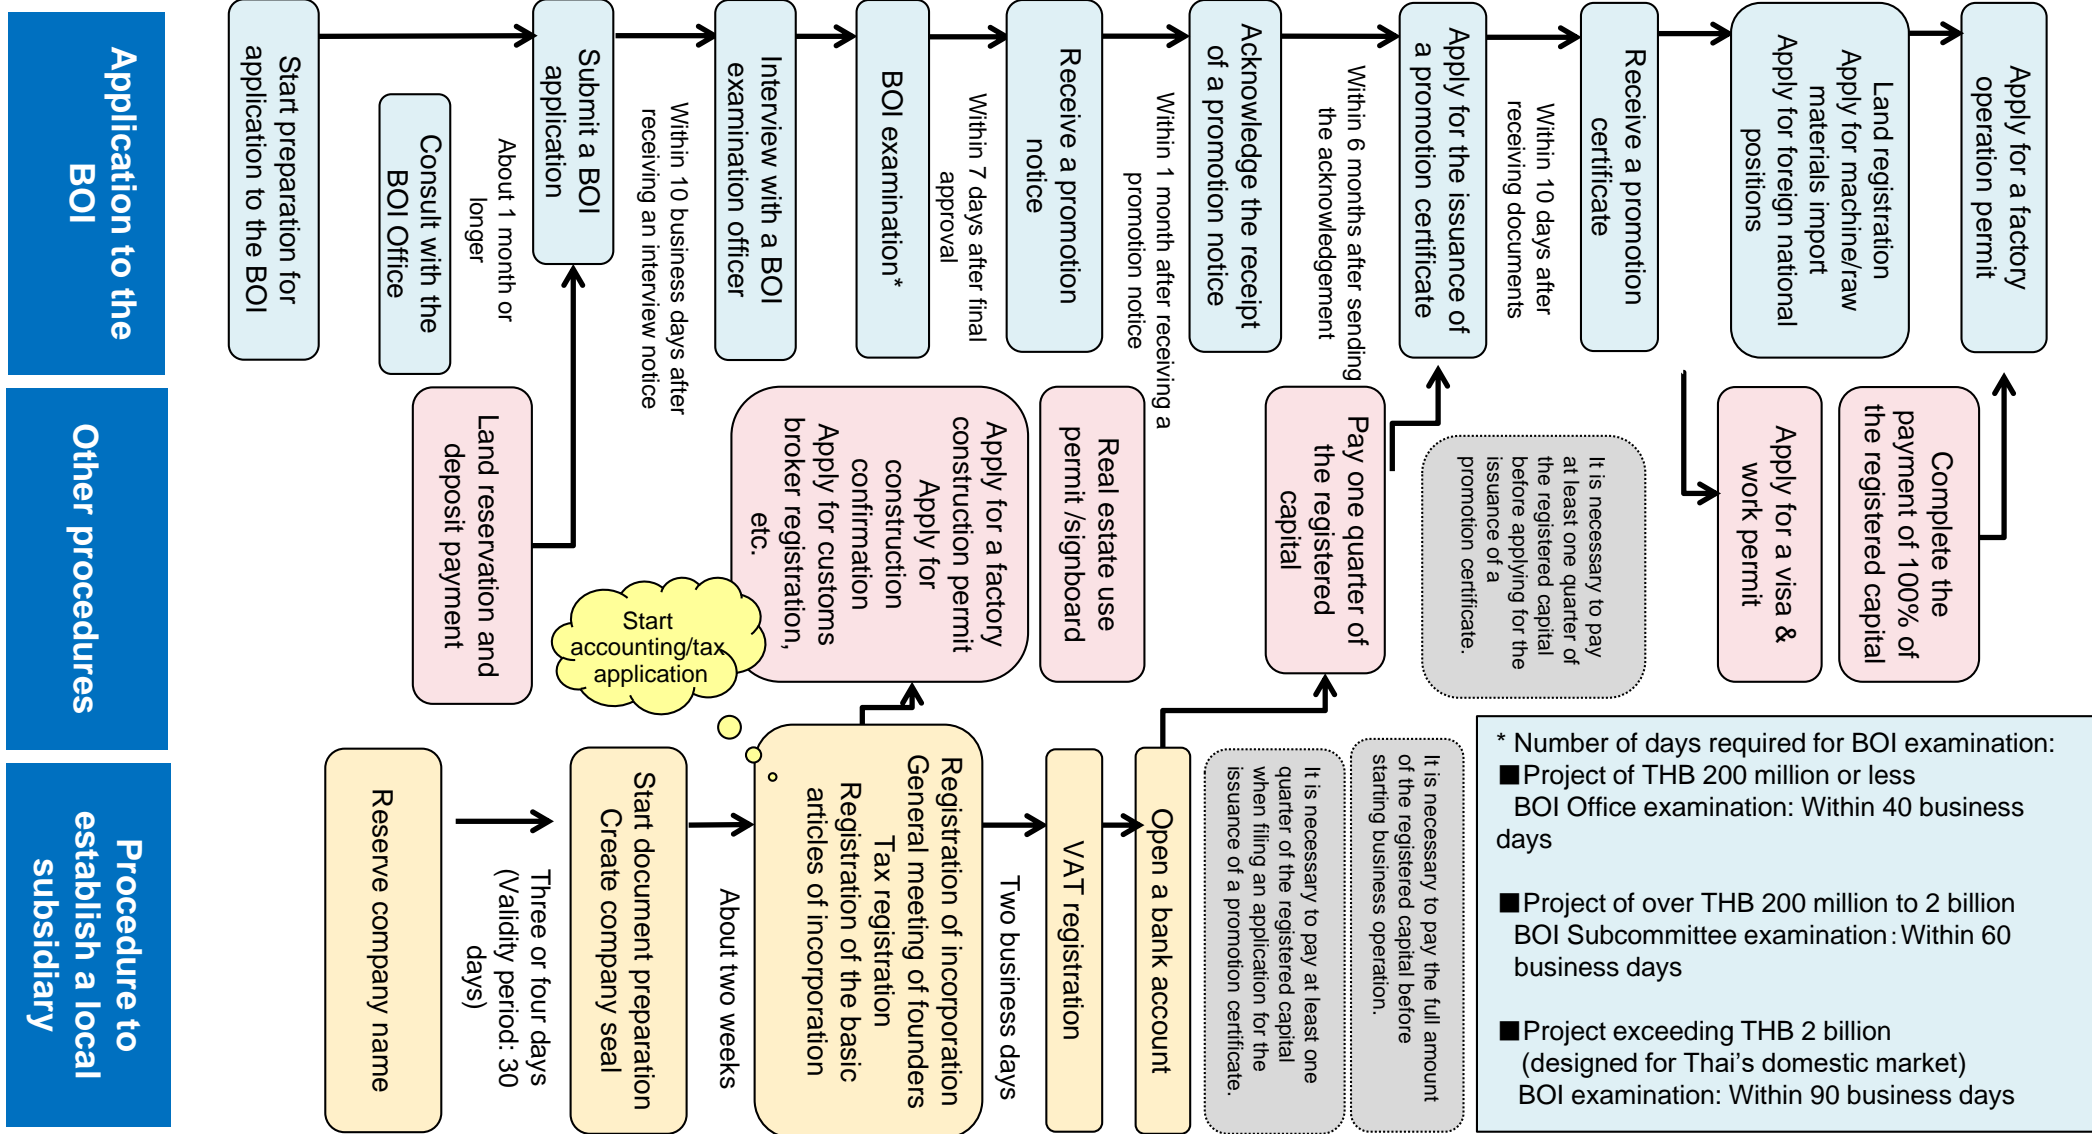 Application to the
BOI
Start preparation for
application to the BOI
Consult with the
BOI Office
About 1 month or
longer
Submit a BOI
application
Within 10 business days after
receiving an interview notice
Interview with a BOI
examination officer
BOI examination*
Within 7 days after final
approval
Receive a promotion
notice
Within 1 month after receiving a
promotion notice
Acknowledge the receipt
of a promotion notice
Within 6 months after sending
the acknowledgement
Apply for the issuance of
a promotion certificate
Within 10 days after
receiving documents
Receive a promotion
certificate
Land registration
Apply for machine/raw
materials import
Apply for foreign national
positions
Apply for a factory
operation permit
Other procedures
Land reservation and
deposit payment
Apply for a factory
construction permit
Apply for
construction
confirmation
Apply for customs
broker registration,
etc.
Real estate use
permit /signboard
Pay one quarter of
the registered
capital
It is necessary to pay
at least one quarter of
the registered capital
before applying for the
issuance of a
promotion certificate.
Apply for a visa &
work permit
Complete the
payment of 100% of
the registered capital
Start
accounting/tax
application
Procedure to
establish a local
subsidiary
Reserve company name
Three or four days
(Validity period: 30
days)
Start document preparation
Create company seal
About two weeks
Registration of incorporation
General meeting of founders
Tax registration
Registration of the basic
articles of incorporation
Two business days
VAT registration
Open a bank account
It is necessary to pay at least one
quarter of the registered capital
when filing an application for the
issuance of a promotion certificate.
It is necessary to pay the full amount
of the registered capital before
starting business operation.
* Number of days required for BOI examination:
■Project of THB 200 million or less
BOI Office examination: Within 40 business
days
■Project of over THB 200 million to 2 billion
BOI Subcommittee examination：Within 60
business days
■Project exceeding THB 2 billion
(designed for Thai’s domestic market)
BOI examination: Within 90 business days